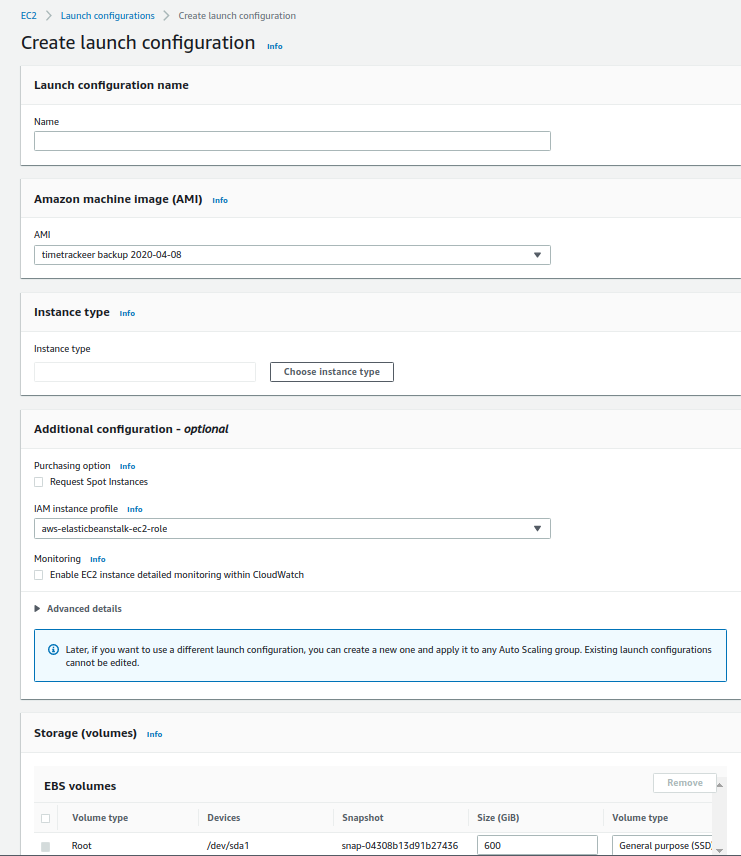 EC2 > Launch configurations > Create launch configuration
Create launch configuration Info
Launch configuration name
Name
Amazon machine image (AMI) Info
AMI
timetrackeer backup 2020-04-08
Instance type Info
Instance type
Choose instance type
Additional configuration - optional
Purchasing option Info
Request Spot Instances
IAM instance profile Info
aws-elasticbeanstalk-ec2-role
Monitoring Info
Enable EC2 instance detailed monitoring within CloudWatch
Advanced details
Later, if you want to use a different launch configuration, you can create a new one and apply it to any Auto Scaling group. Existing launch configurations
cannot be edited.
Storage (volumes) Info
EBS volumes Remove
Volume type Devices Snapshot Size (GiB) Volume type
Root /dev/sda1 snap-04308b13d91b27436 600 General purpose (SSD